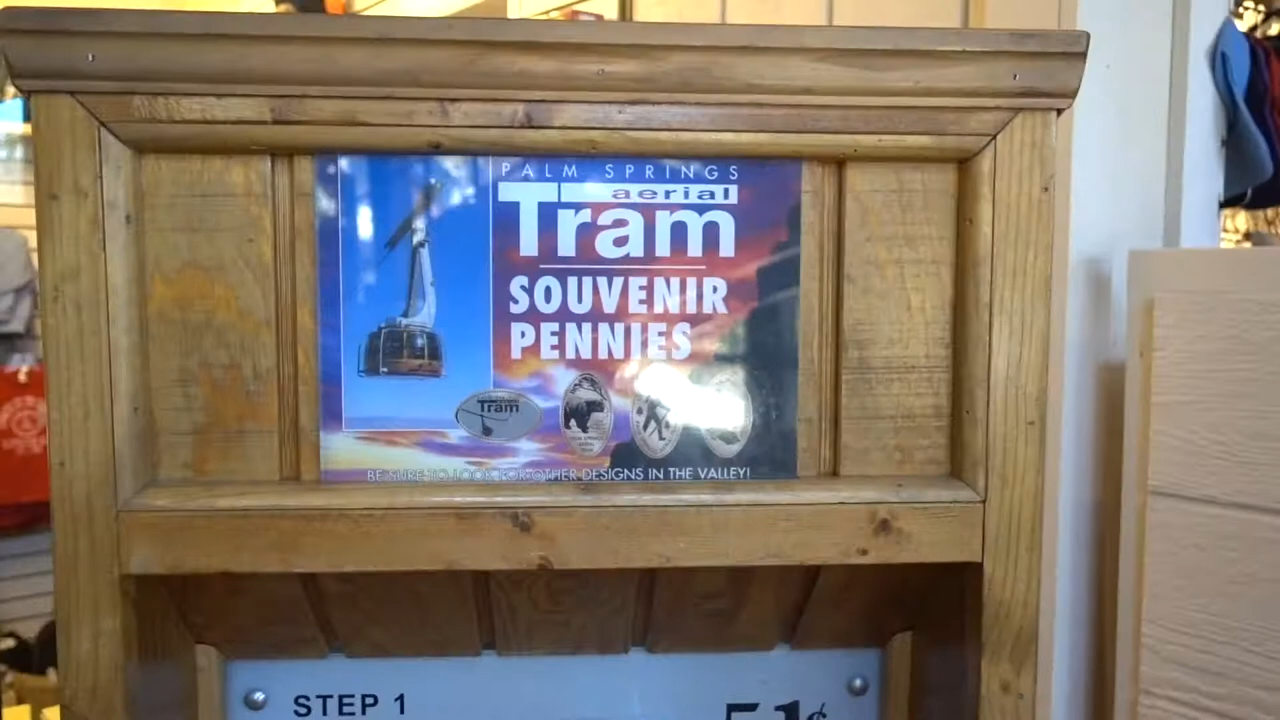 PALM SPRINGS
aerial
Tram
SOUVENIR
PENNIES
Tram
BE SURE TO LOOK FOR OTHER DESIGNS IN THE VALLEY!
STEP 1
51¢